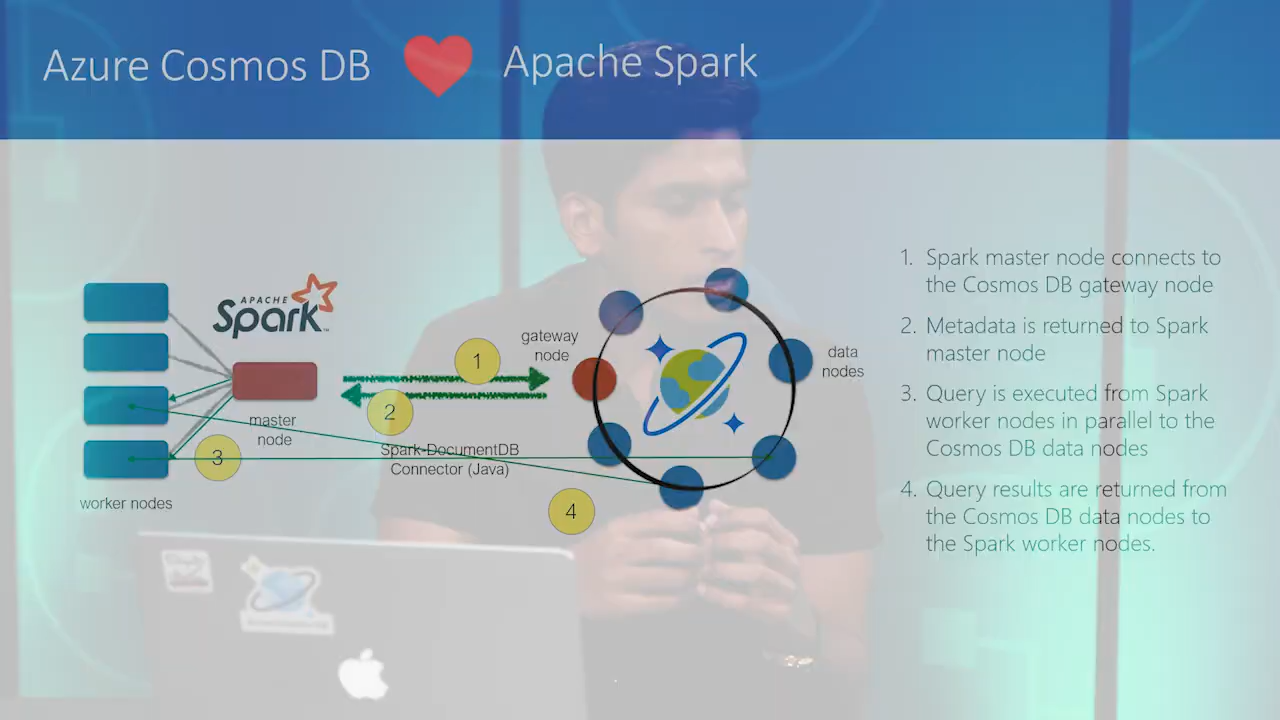 Azure Cosmos DB
Apache Spark
APACHE
Spark
TM
gateway
node
data
nodes
1
2
3
4
master
node
Spark-DocumentDB
Connector (Java)
worker nodes
1. Spark master node connects to
the Cosmos DB gateway node
2. Metadata is returned to Spark
master node
3. Query is executed from Spark
worker nodes in parallel to the
Cosmos DB data nodes
4. Query results are returned from
the Cosmos DB data nodes to
the Spark worker nodes.